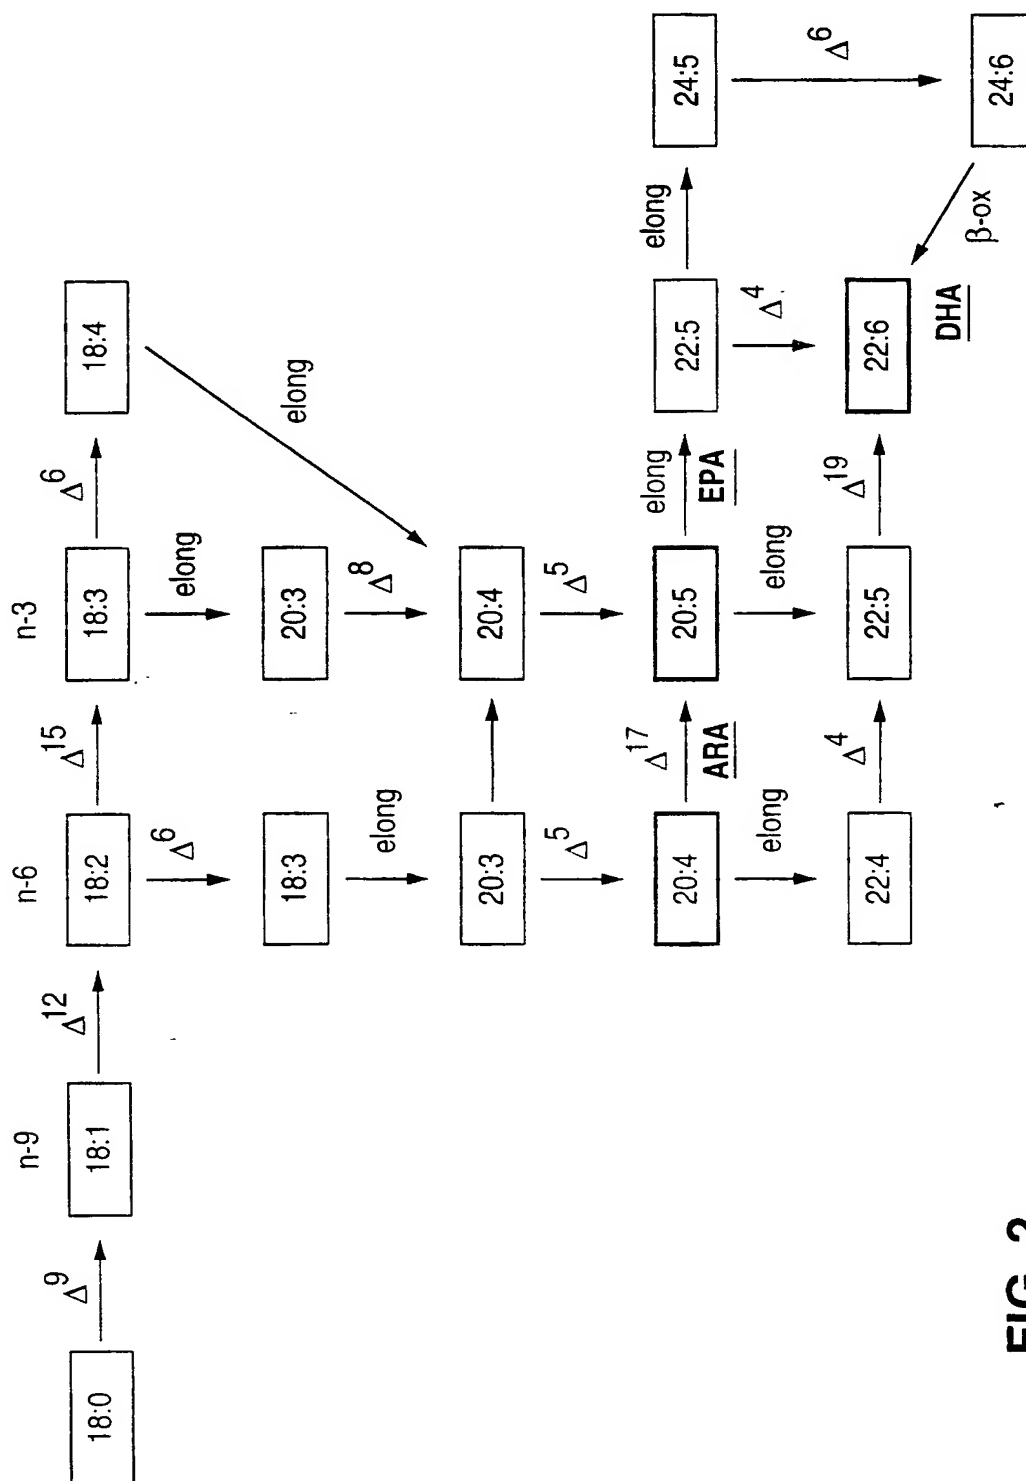 n-9 n-6 n-3
Δ9 Δ12 Δ15 Δ6
18:0 18:1 18:2 18:3 18:4
Δ6 elong
18:3 20:3 elong
elong Δ8
20:3 20:4
Δ5 Δ5
Δ17 elong elong
20:4 20:5 22:5 24:5
ARA EPA
elong elong Δ4 Δ6
Δ4 Δ19
22:4 22:5 22:6
DHA
β-ox
24:6
FIG. 2